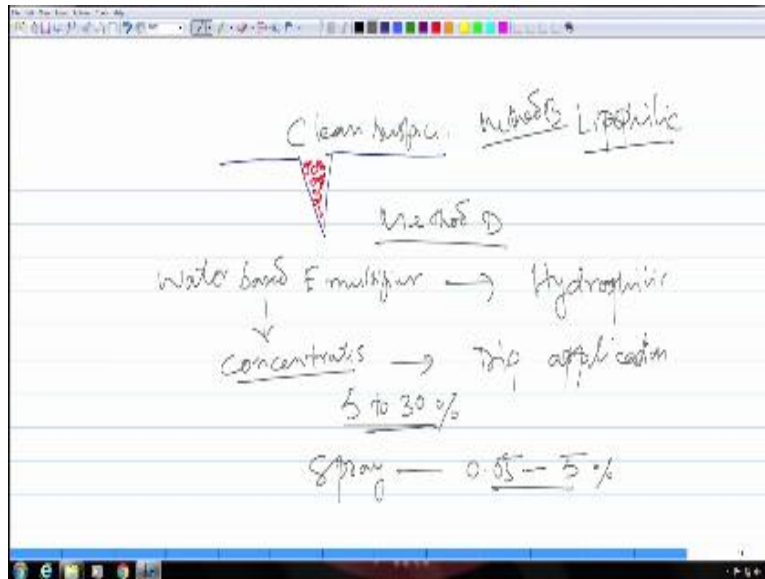 Clean surface. Method B Lipophilic
Method D
Water based Emulsifier → Hydrophilic
↓
Concentrates → Dip application
5 to 30 %
Spray — 0.05 — 5 %